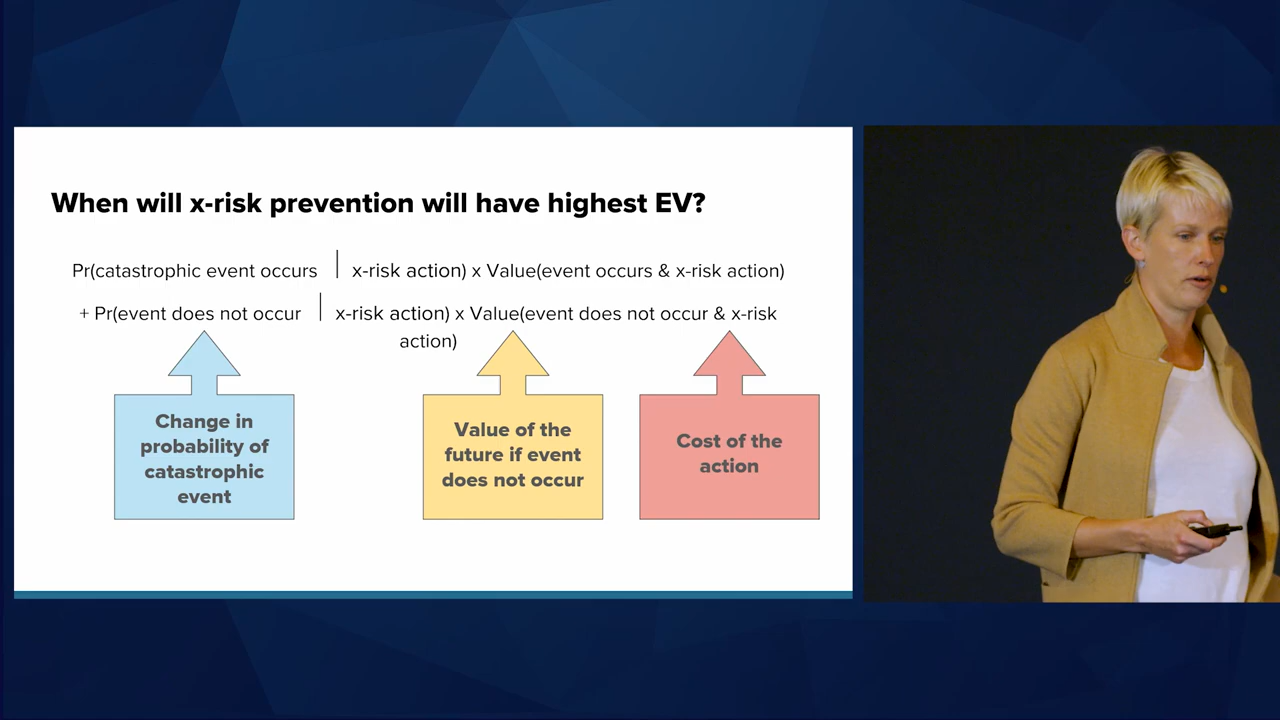 When will x-risk prevention will have highest EV?
Pr(catastrophic event occurs | x-risk action) x Value(event occurs & x-risk action)
+ Pr(event does not occur | x-risk action) x Value(event does not occur & x-risk
action)
Change in
probability of
catastrophic
event
Value of the
future if event
does not occur
Cost of the
action